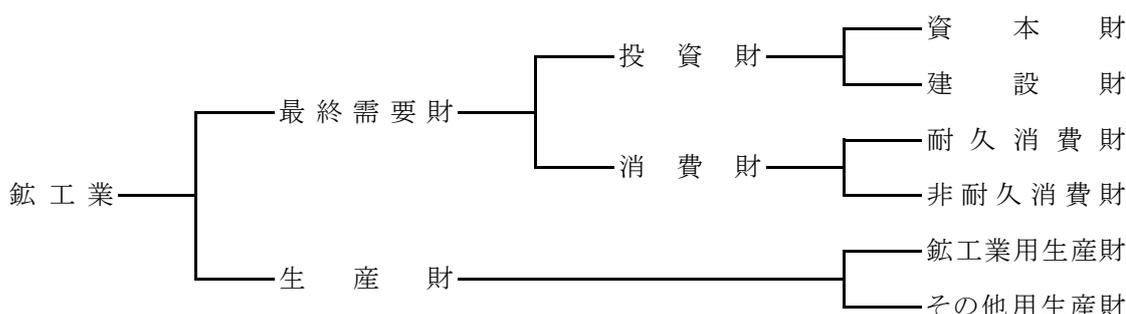 資本財
投資財
建設財
最終需要財
耐久消費財
消費財
鉱工業
非耐久消費財
鉱工業用生産財
生産財
その他用生産財